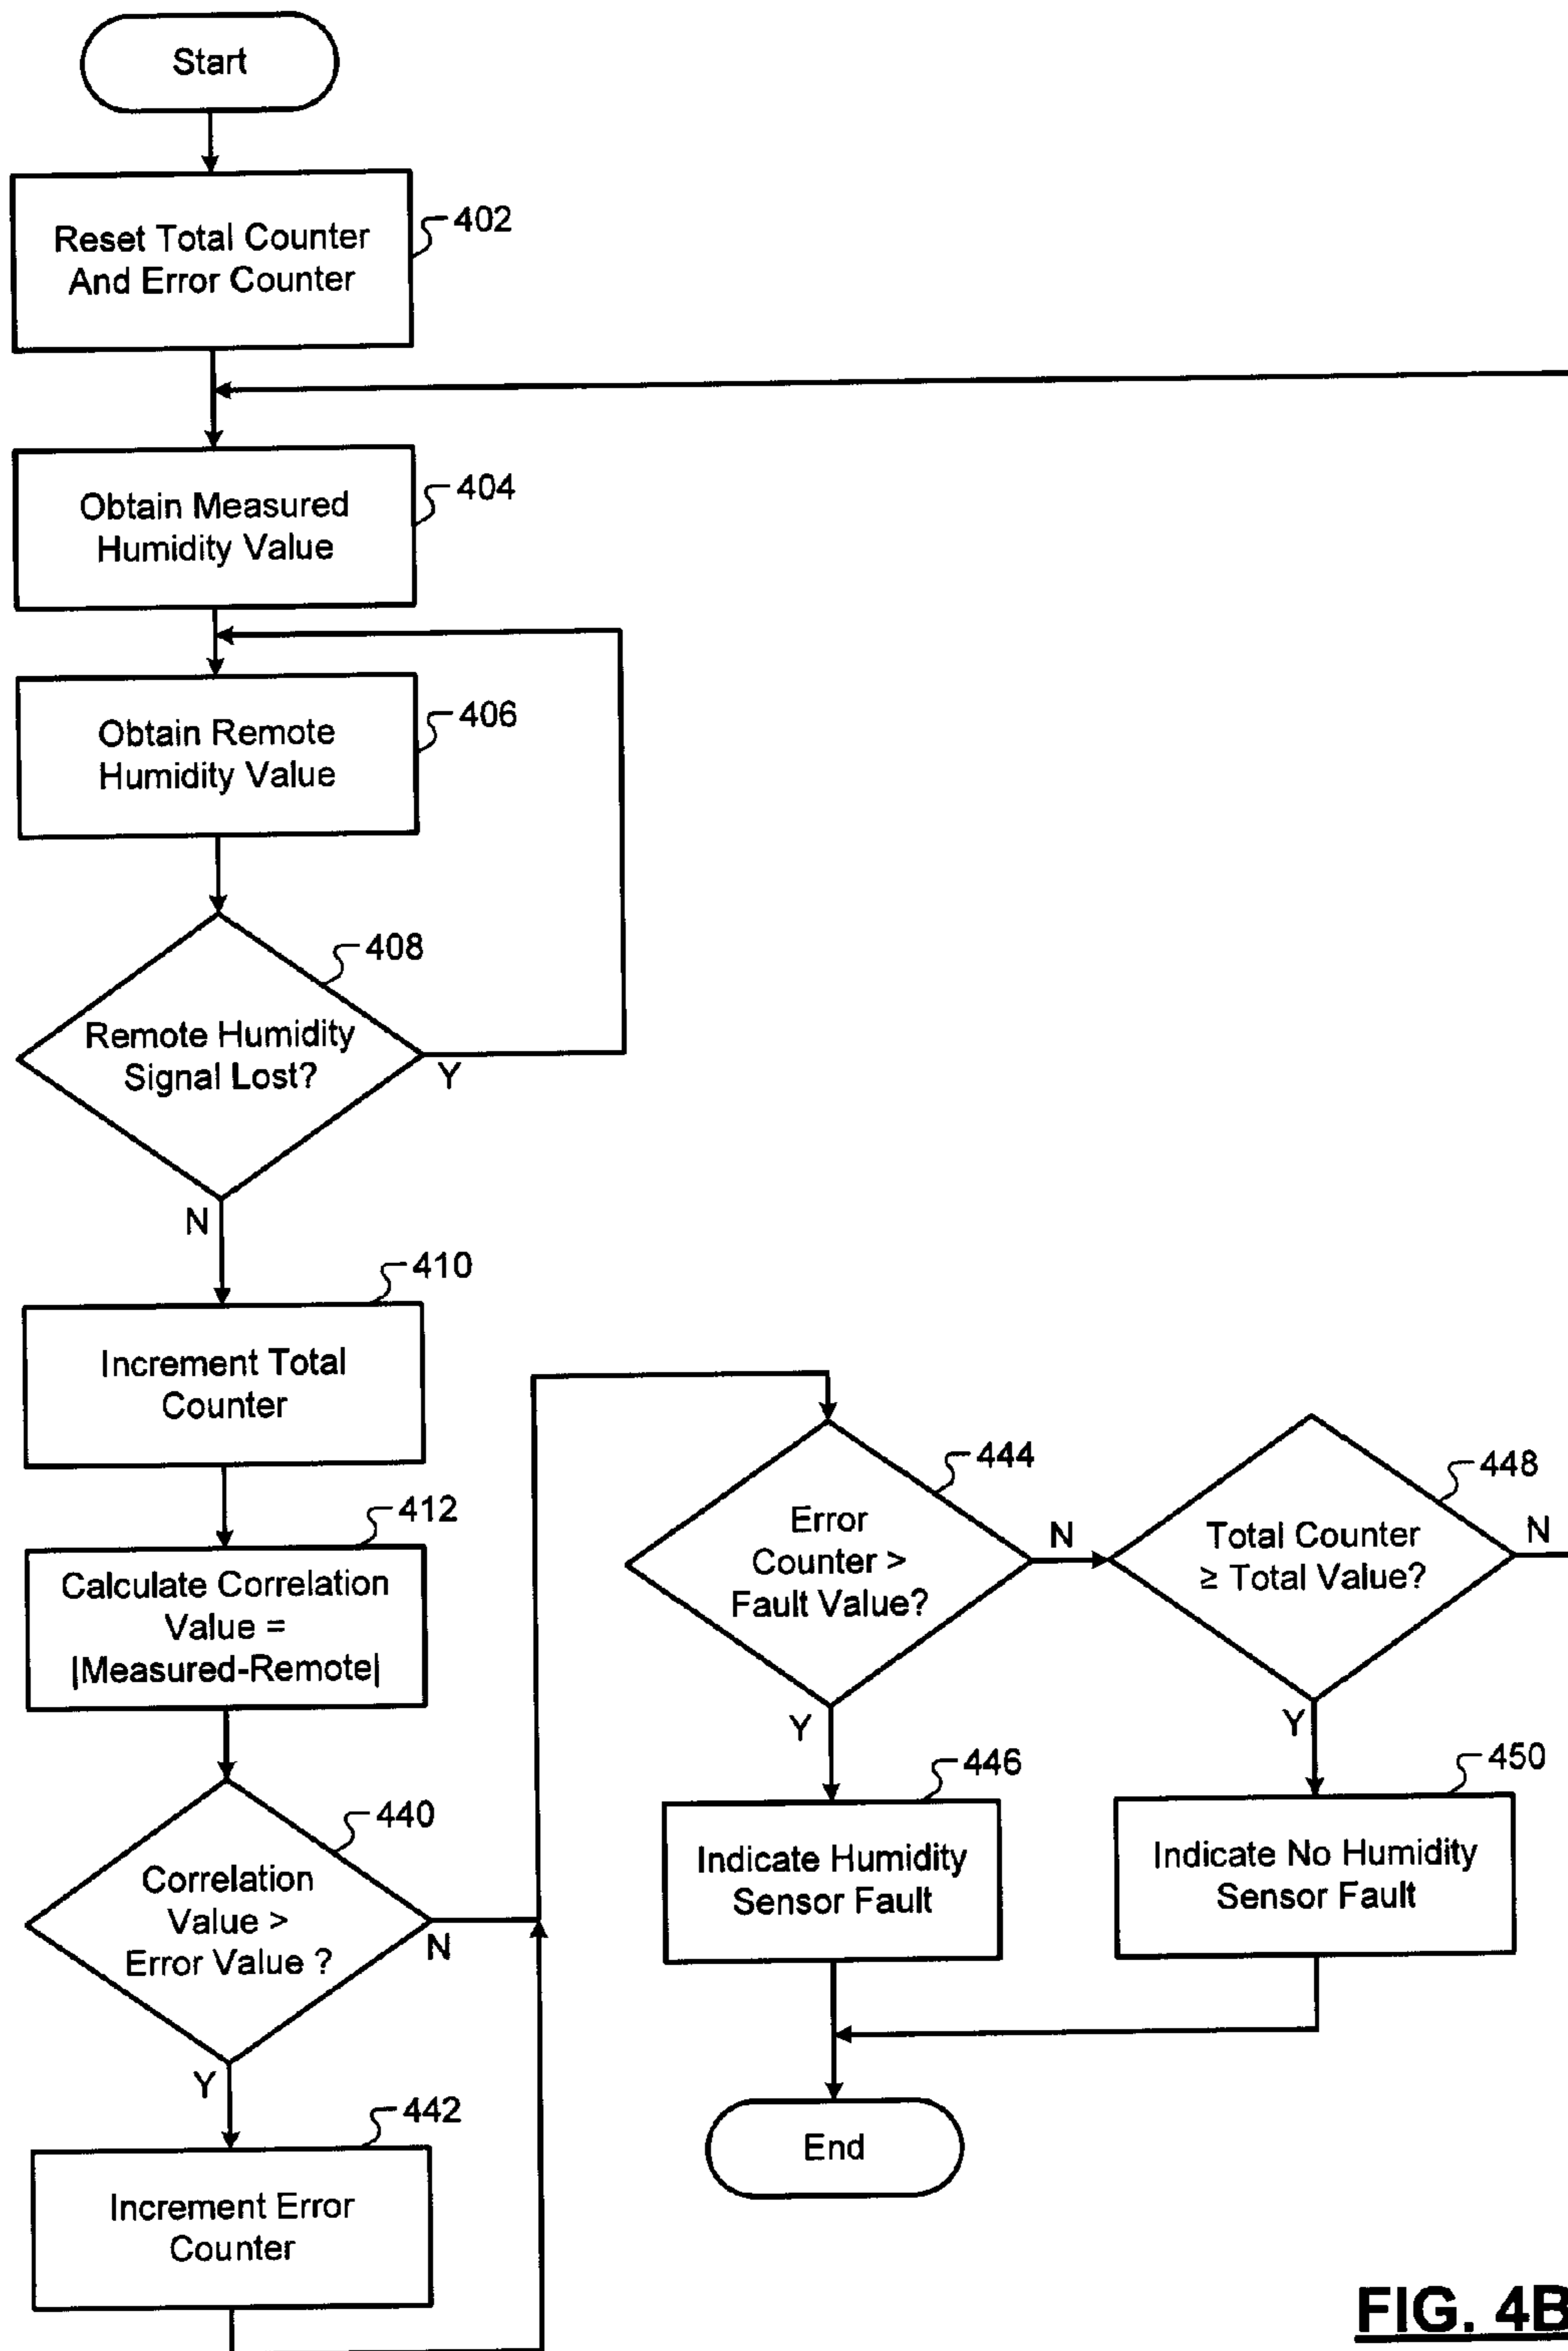 Start
Reset Total Counter
And Error Counter
402
Obtain Measured
Humidity Value
404
Obtain Remote
Humidity Value
406
408
Remote Humidity
Signal Lost?
Y
N
410
Increment Total
Counter
412
Calculate Correlation
Value =
|Measured-Remote|
440
Correlation
Value >
Error Value ?
N
Y
442
Increment Error
Counter
444
Error
Counter >
Fault Value?
N
Y
446
Indicate Humidity
Sensor Fault
448
Total Counter
≥ Total Value?
N
Y
450
Indicate No Humidity
Sensor Fault
End
FIG. 4B